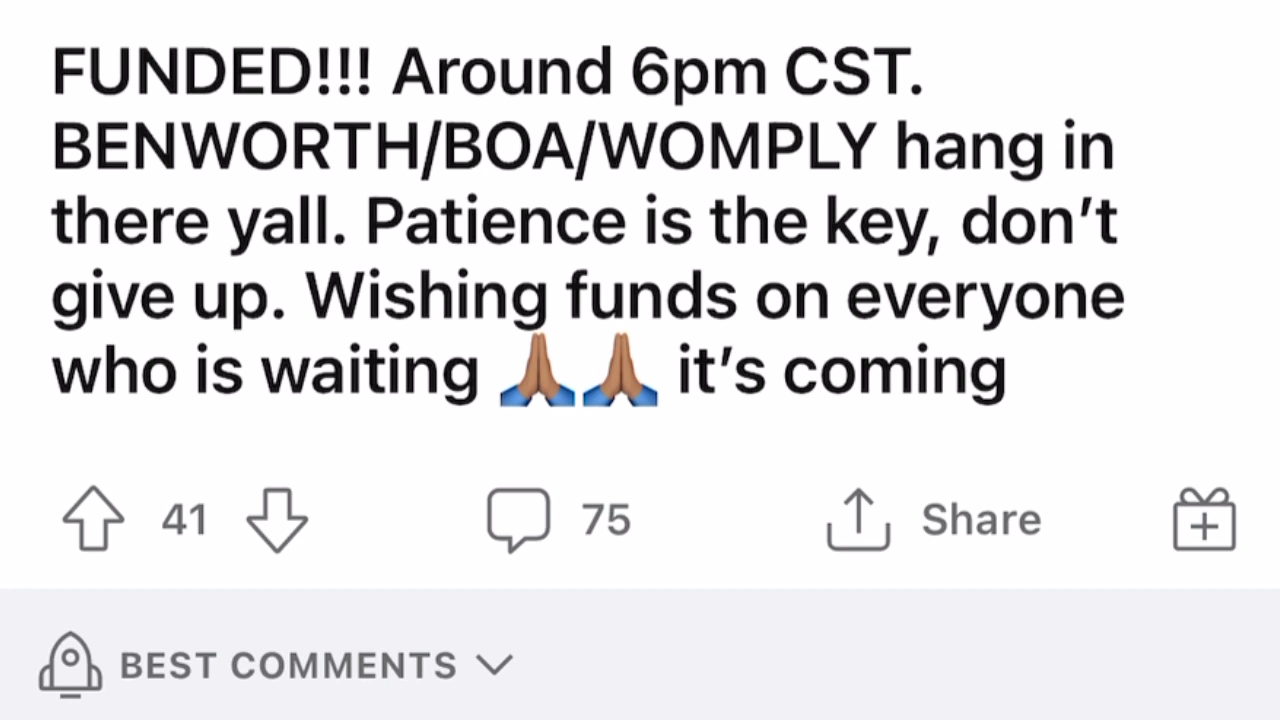 FUNDED!!! Around 6pm CST.
BENWORTH/BOA/WOMPLY hang in
there yall. Patience is the key, don’t
give up. Wishing funds on everyone
who is waiting 🙏🏾🙏🏾 it’s coming
41 75 Share
BEST COMMENTS